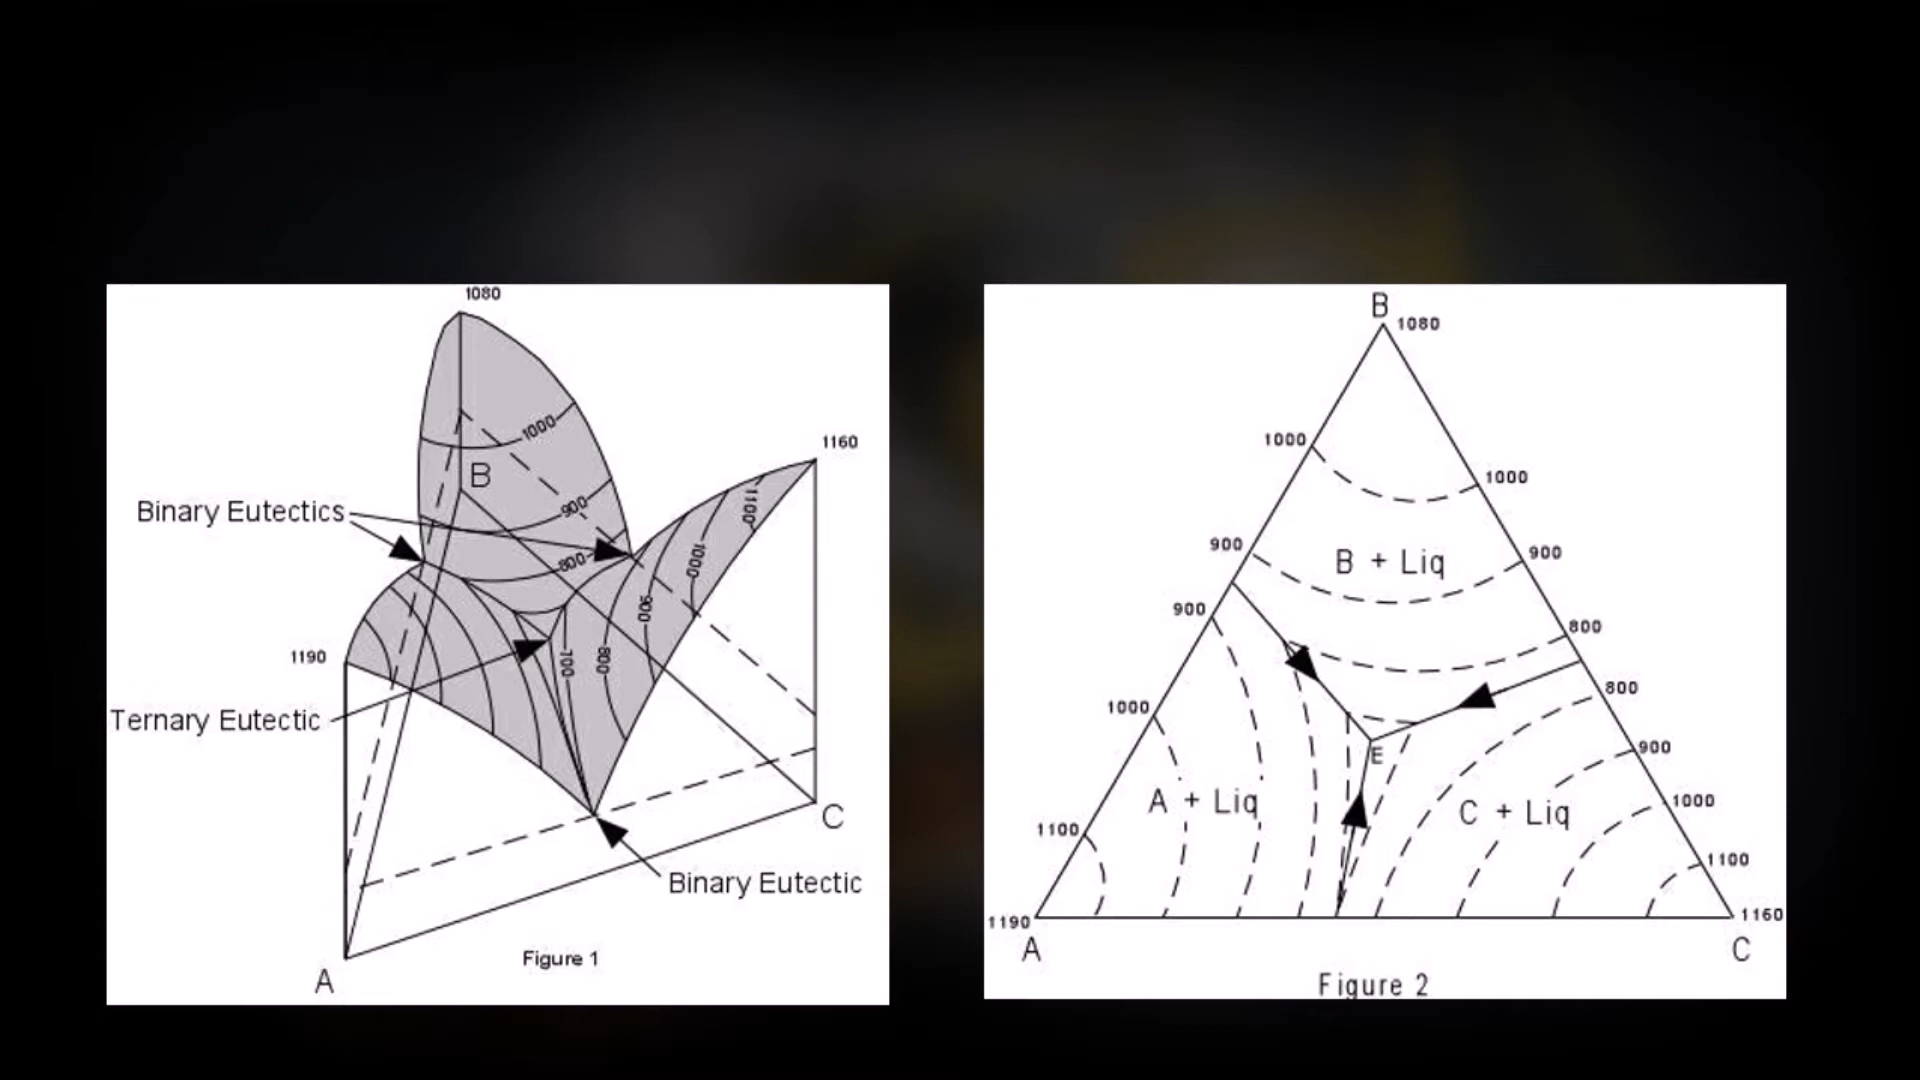 1080
1000
1160
B
Binary Eutectics
900
1100
800
1000
900
1190
700
800
Ternary Eutectic
C
Binary Eutectic
Figure 1
A
B
1080
1000
1000
900
B + Liq
900
900
800
800
1000
E
900
A + Liq
C + Liq
1000
1100
1100
1190
1160
A
C
Figure 2